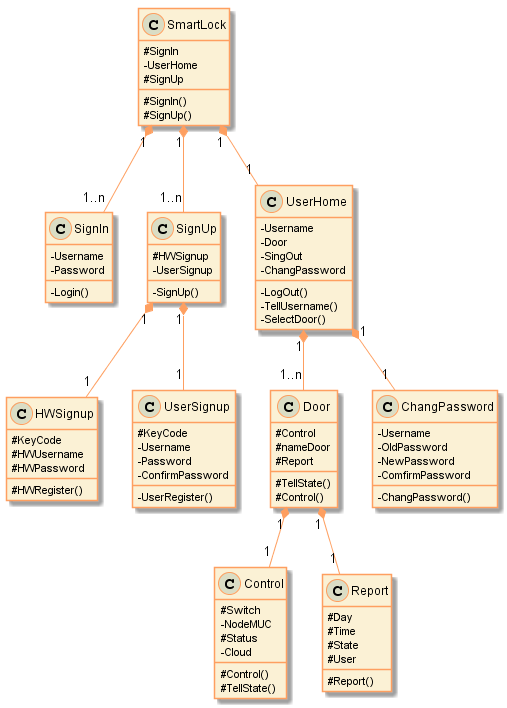 C SmartLock
#SignIn
-UserHome
#SignUp
#SignIn()
#SignUp()
1 1 1
1..n 1..n 1
C SignIn
-Username
-Password
-Login()
C SignUp
#HWSignup
-UserSignup
-SignUp()
C UserHome
-Username
-Door
-SingOut
-ChangPassword
-LogOut()
-TellUsername()
-SelectDoor()
1 1 1 1
1 1 1..n 1
C HWSignup
#KeyCode
#HWUsername
#HWPassword
#HWRegister()
C UserSignup
#KeyCode
-Username
-Password
-ConfirmPassword
-UserRegister()
C Door
#Control
#nameDoor
#Report
#TellState()
#Control()
C ChangPassword
-Username
-OldPassword
-NewPassword
-ComfirmPassword
-ChangPassword()
1 1
1 1
C Control
#Switch
-NodeMUC
#Status
-Cloud
#Control()
#TellState()
C Report
#Day
#Time
#State
#User
#Report()